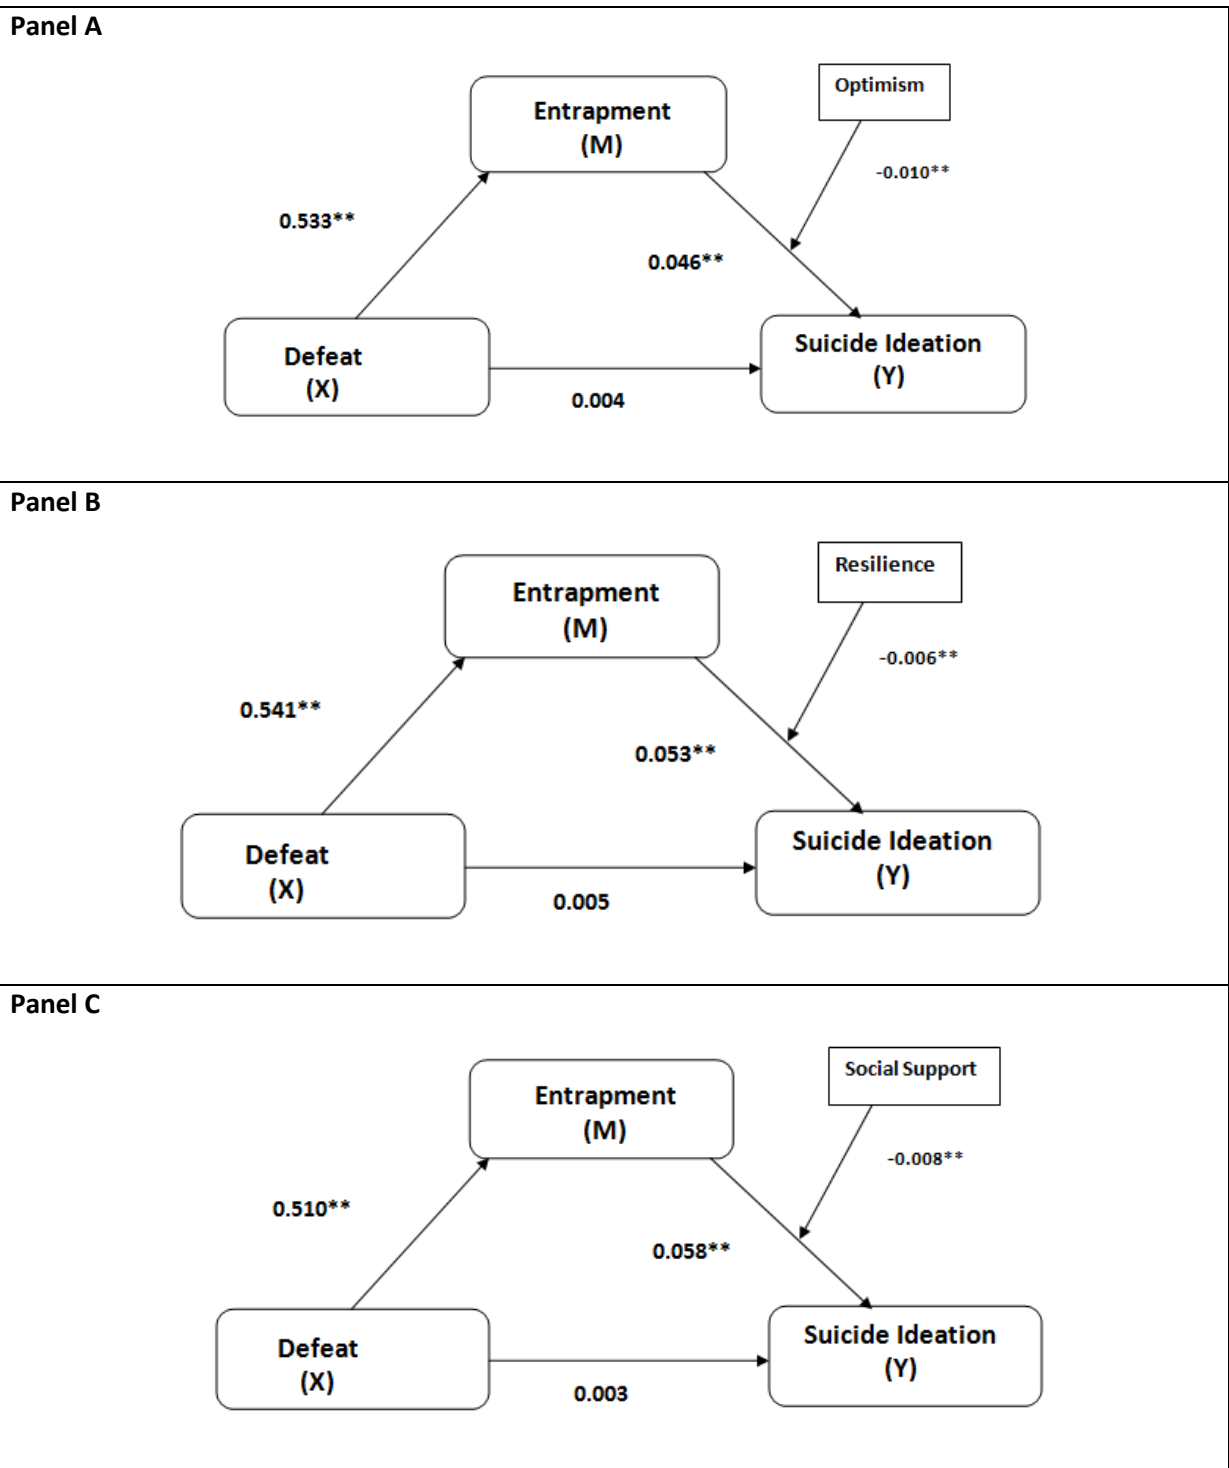 Panel A
Optimism
Entrapment
(M)
-0.010**
0.533**
0.046**
Suicide Ideation
(Y)
Defeat
(X)
0.004
Panel B
Resilience
Entrapment
(M)
-0.006**
0.541**
0.053**
Suicide Ideation
(Y)
Defeat
(X)
0.005
Panel C
Social Support
Entrapment
(M)
-0.008**
0.510**
0.058**
Suicide Ideation
(Y)
Defeat
(X)
0.003